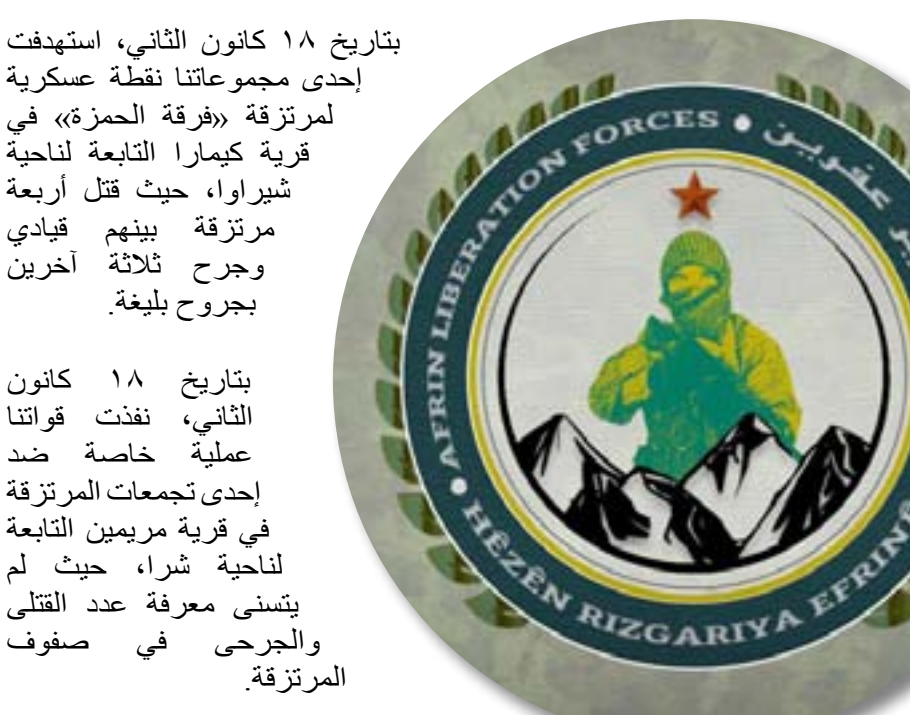 بتاريخ ١٨ كانون الثاني، استهدفت
إحدى مجموعاتنا نقطة عسكرية
لمرتزقة «فرقة الحمزة» في
قرية كيمارا التابعة لناحية
شيراوا، حيث قتل أربعة
مرتزقة بينهم قيادي
وجرح ثلاثة آخرين
بجروح بليغة.
بتاريخ ١٨ كانون
الثاني، نفذت قواتنا
عملية خاصة ضد
إحدى تجمعات المرتزقة
في قرية مريمين التابعة
لناحية شرا، حيث لم
يتسنى معرفة عدد القتلى
والجرحى في صفوف
المرتزقة.
AFRIN LIBERATION FORCES
عفرين
HÊZÊN RIZGARIYA EFRINÊ